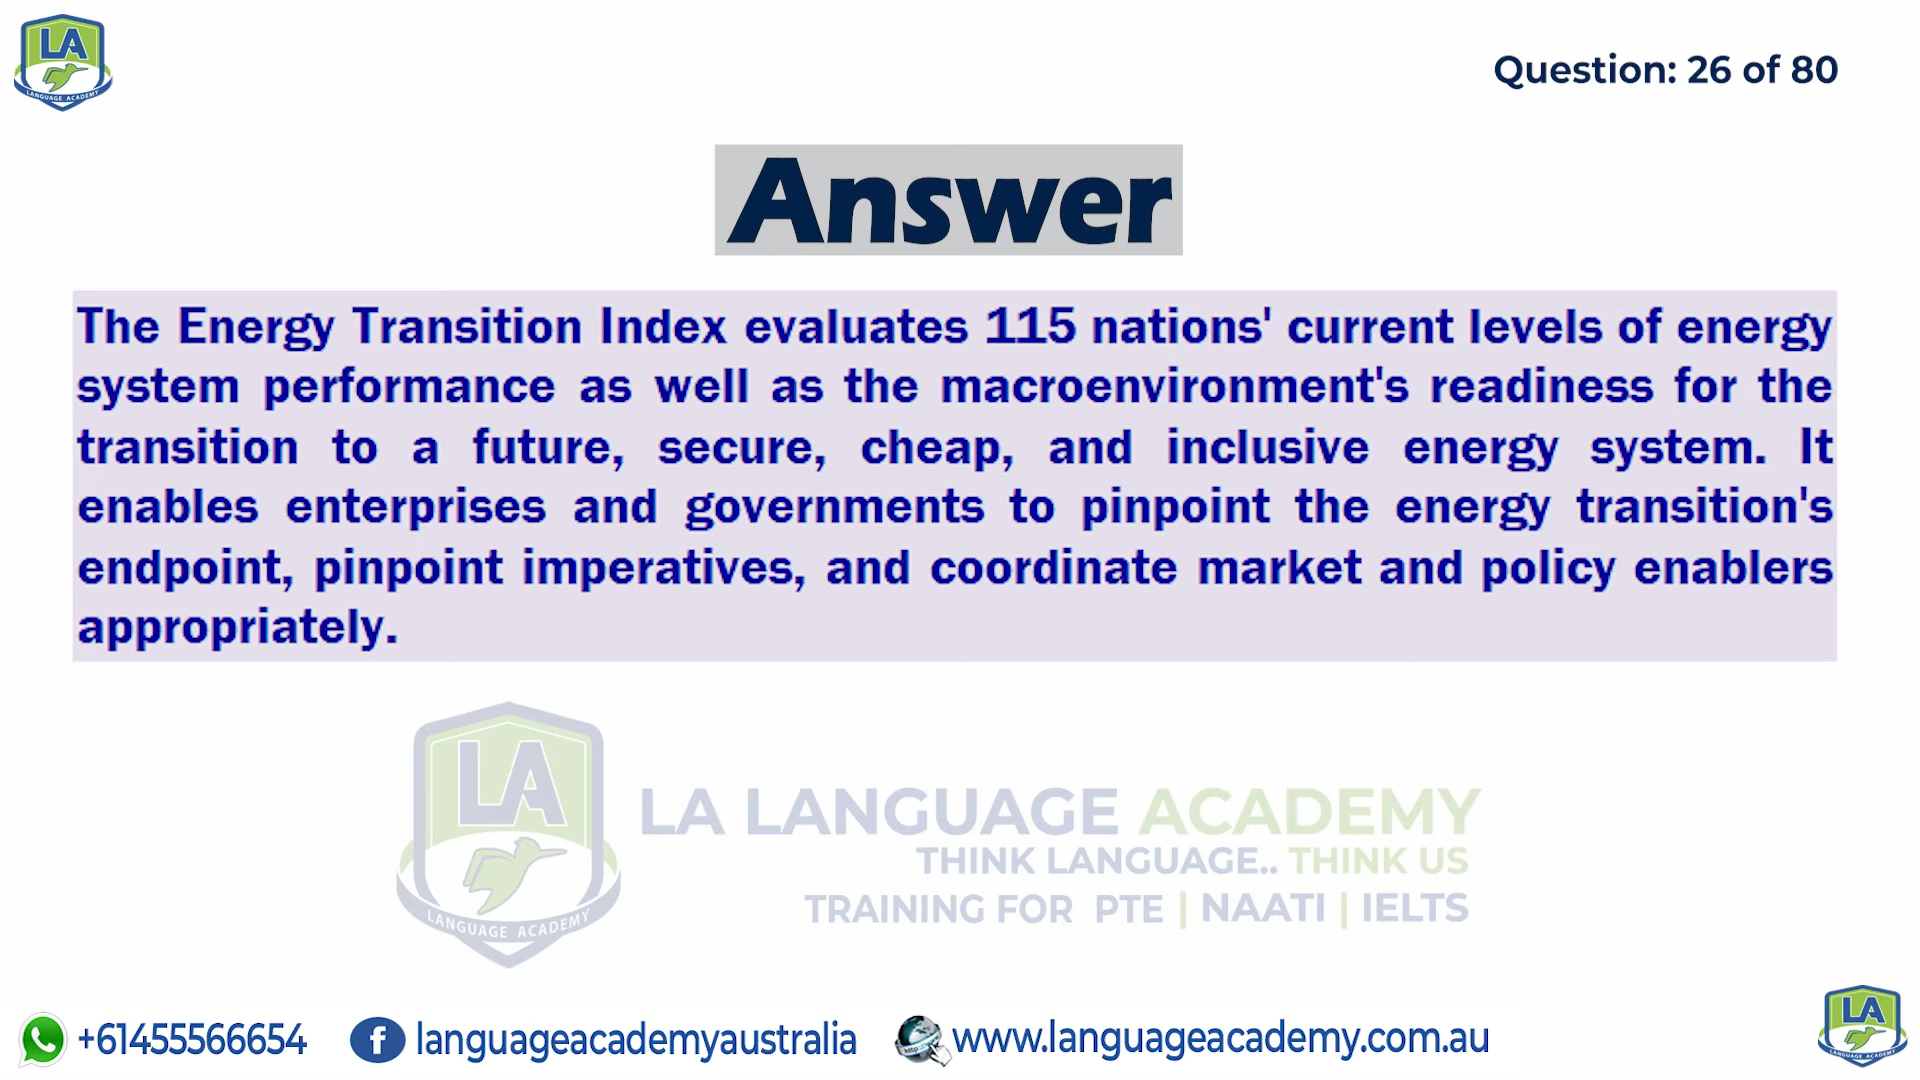 LA
LANGUAGE ACADEMY
Question: 26 of 80
Answer
The Energy Transition Index evaluates 115 nations' current levels of energy
system performance as well as the macroenvironment's readiness for the
transition to a future, secure, cheap, and inclusive energy system. It
enables enterprises and governments to pinpoint the energy transition's
endpoint, pinpoint imperatives, and coordinate market and policy enablers
appropriately.
LA
LANGUAGE ACADEMY
LA LANGUAGE ACADEMY
THINK LANGUAGE.. THINK US
TRAINING FOR PTE | NAATI | IELTS
+61455566654
f
languageacademyaustralia
www.languageacademy.com.au
LA
LANGUAGE ACADEMY